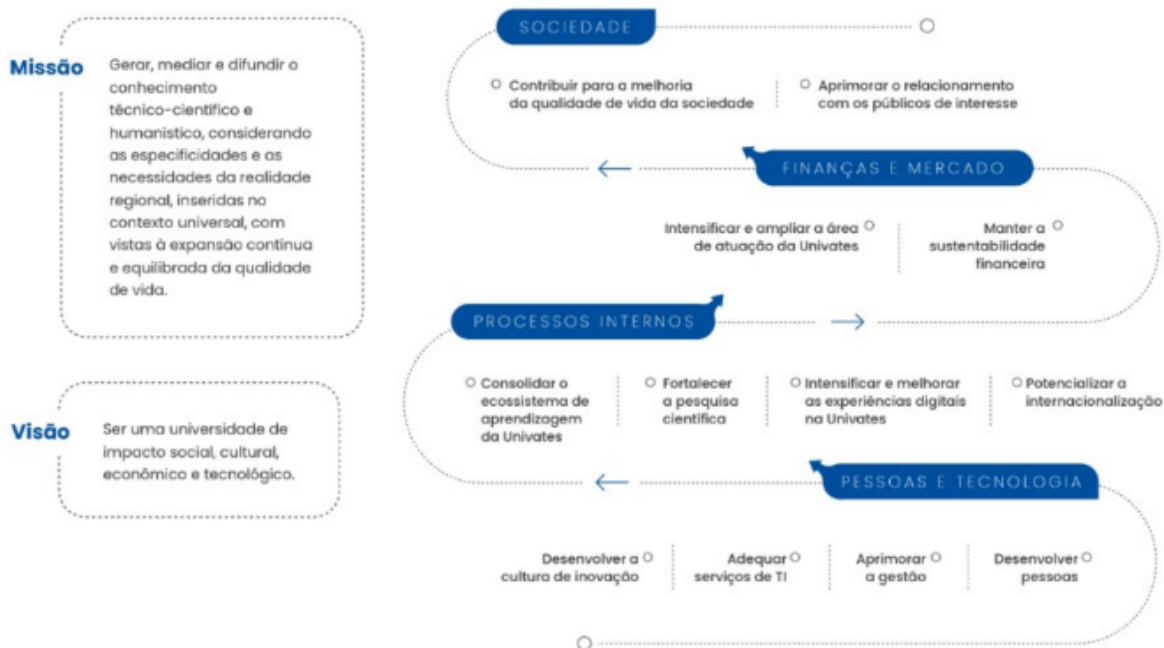 Missão
Gerar, mediar e difundir o
conhecimento
técnico-científico e
humanístico, considerando
as especificidades e as
necessidades da realidade
regional, inseridas no
contexto universal, com
vistas à expansão contínua
e equilibrada da qualidade
de vida.
Visão
Ser uma universidade de
impacto social, cultural,
econômico e tecnológico.
SOCIEDADE
Contribuir para a melhoria
da qualidade de vida da sociedade
Aprimorar o relacionamento
com os públicos de interesse
FINANÇAS E MERCADO
Intensificar e ampliar a área
de atuação da Univates
Manter a
sustentabilidade
financeira
PROCESSOS INTERNOS
Consolidar o
ecossistema de
aprendizagem
da Univates
Fortalecer
a pesquisa
científica
Intensificar e melhorar
as experiências digitais
na Univates
Potencializar a
internacionalização
PESSOAS E TECNOLOGIA
Desenvolver a
cultura de inovação
Adequar
serviços de TI
Aprimorar
a gestão
Desenvolver
pessoas